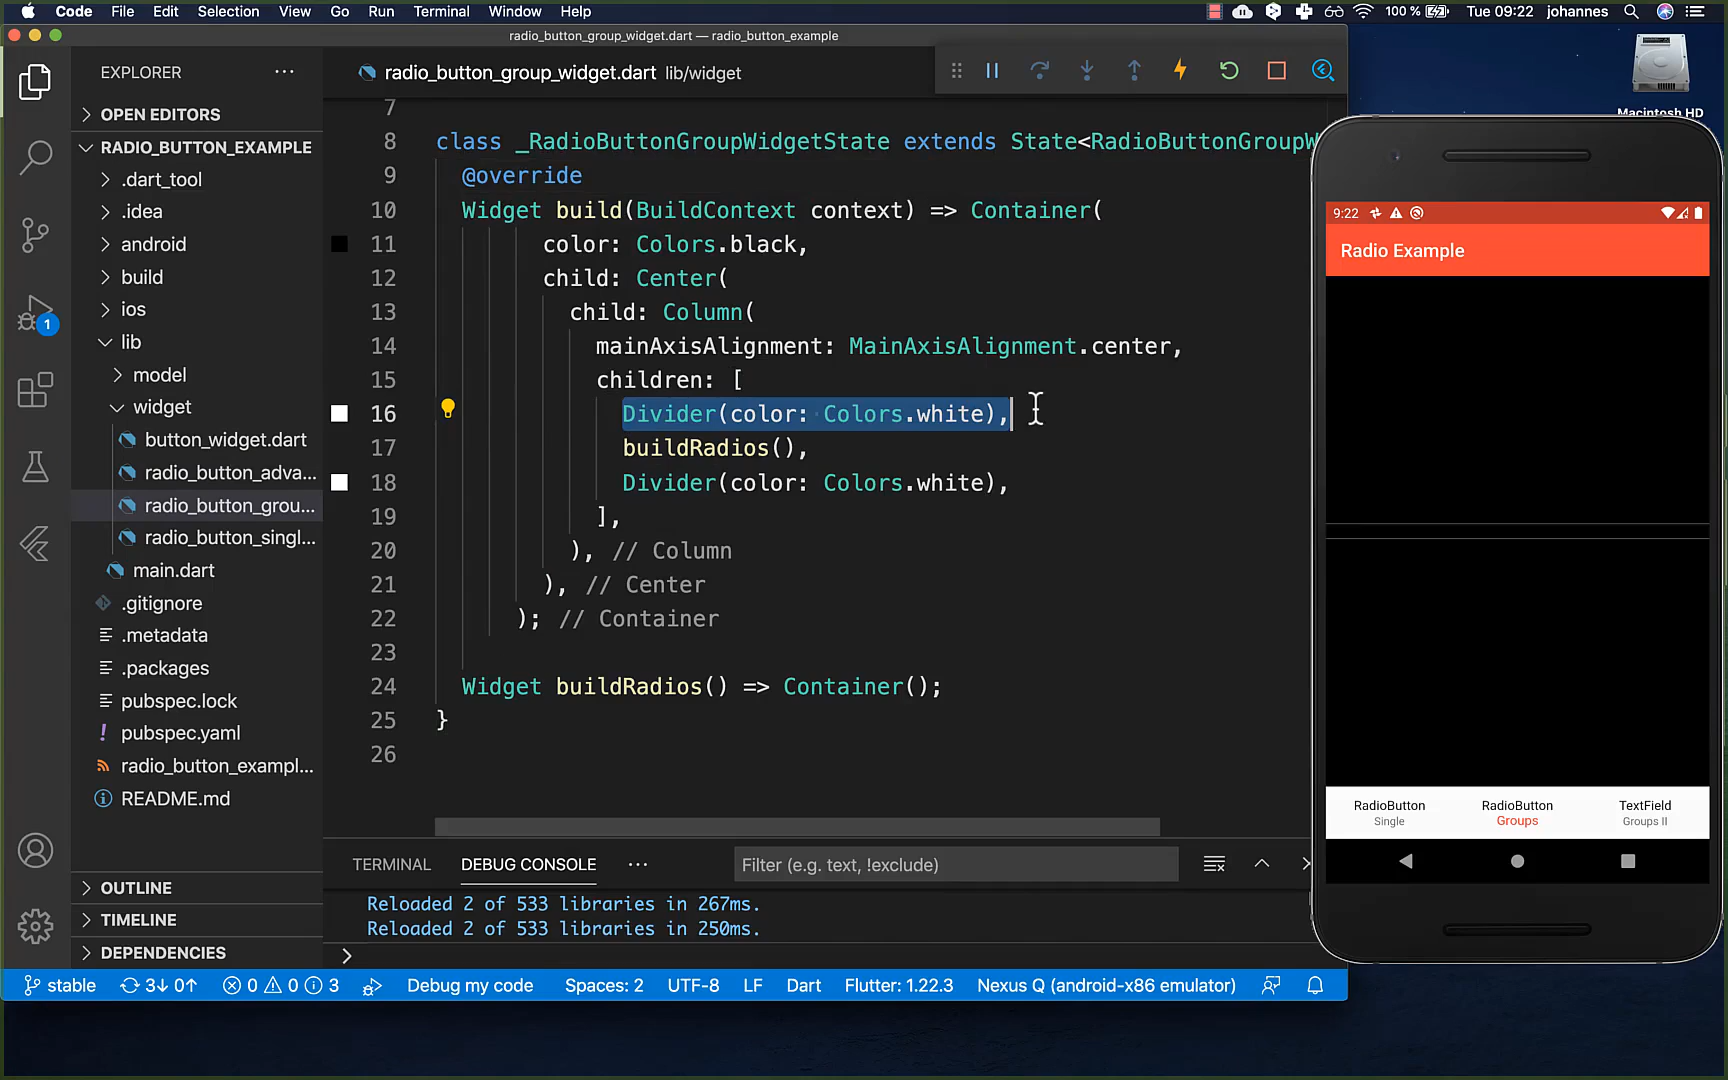 Code File Edit Selection View Go Run Terminal Window Help 100 % Tue 09:22 johannes
radio_button_group_widget.dart — radio_button_example
Macintosh HD
EXPLORER
OPEN EDITORS
RADIO_BUTTON_EXAMPLE
.dart_tool
.idea
android
build
ios
lib
model
widget
button_widget.dart
radio_button_adva...
radio_button_grou...
radio_button_singl...
main.dart
.gitignore
.metadata
.packages
pubspec.lock
pubspec.yaml
radio_button_exampl...
README.md
OUTLINE
TIMELINE
DEPENDENCIES
1
radio_button_group_widget.dart lib/widget
7
8 class _RadioButtonGroupWidgetState extends State<RadioButtonGroupW
9 @override
10 Widget build(BuildContext context) => Container(
11 color: Colors.black,
12 child: Center(
13 child: Column(
14 mainAxisAlignment: MainAxisAlignment.center,
15 children: [
16 Divider(color: Colors.white),
17 buildRadios(),
18 Divider(color: Colors.white),
19 ],
20 ), // Column
21 ), // Center
22 ); // Container
23
24 Widget buildRadios() => Container();
25 }
26
TERMINAL DEBUG CONSOLE Filter (e.g. text, !exclude)
Reloaded 2 of 533 libraries in 267ms.
Reloaded 2 of 533 libraries in 250ms.
stable 3↓ 0↑ 0 0 3 Debug my code Spaces: 2 UTF-8 LF Dart Flutter: 1.22.3 Nexus Q (android-x86 emulator)
9:22
Radio Example
RadioButton RadioButton TextField
Single Groups Groups II